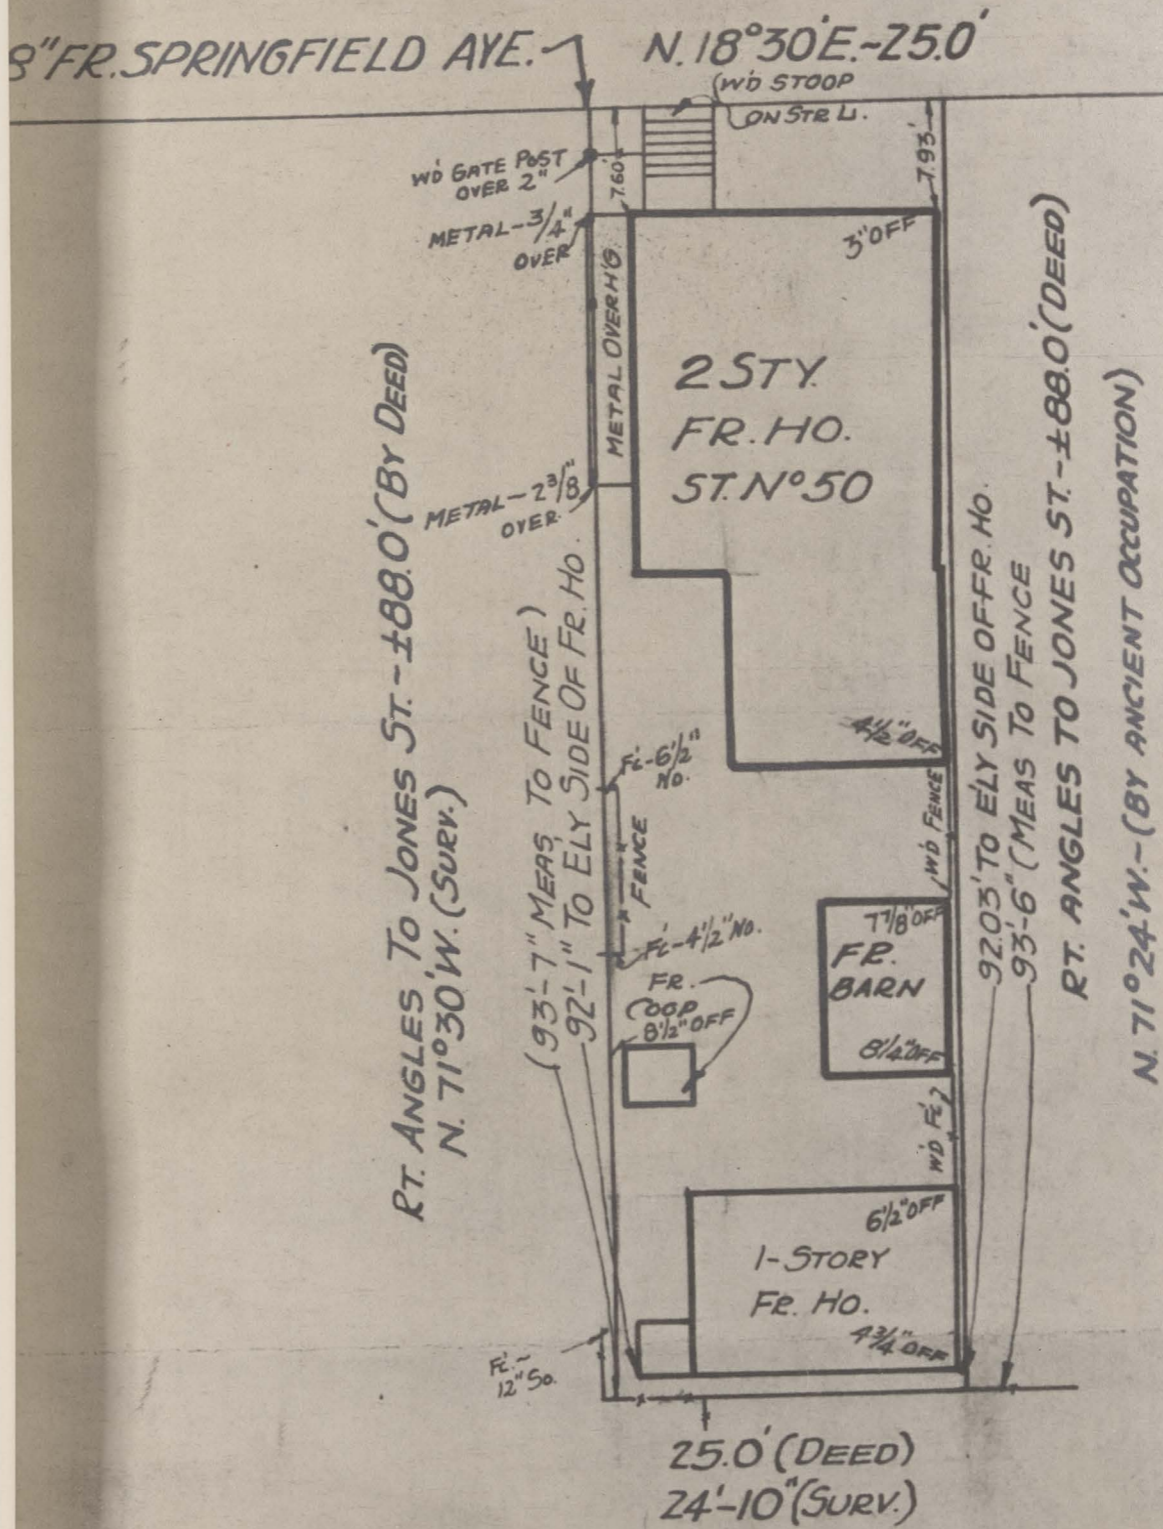 8" FR. SPRINGFIELD AVE.
N. 18°30'E.~25.0'
(W'D STOOP
ON STR LI.
W'D GATE POST
OVER 2"
7.60'
7.93'
METAL-3/4"
OVER
METAL OVERH'G.
3"OFF
2 STY.
FR. HO.
ST. Nº 50
METAL-2 3/8"
OVER
RT. ANGLES TO JONES ST.-±88.0'(BY DEED)
N. 71°30'W. (SURV.)
(93'-7" MEAS. TO FENCE)
92'-1" TO ELY SIDE OF FR. HO.
4 1/2" OFF
Fc-6 1/2"
NO.
FENCE
W'D FENCE
Fc-4 1/2" NO.
FR.
COOP
8 1/2" OFF
7 7/8" OFF
FR.
BARN
8 1/4" OFF
W'D Fc
92.03' TO ELY SIDE OF FR. HO.
93'-6" (MEAS TO FENCE
RT. ANGLES TO JONES ST.-±88.0'(DEED)
N. 71°24'W.-(BY ANCIENT OCCUPATION)
6 1/2" OFF
1-STORY
FR. HO.
4 3/4" OFF
Fc.-
12" SO.
25.0' (DEED)
24'-10" (SURV.)